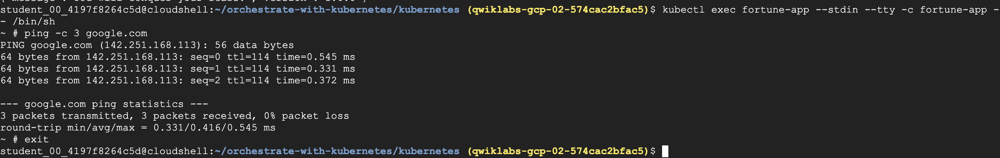 student_00_4197f8264c5d@cloudshell:~/orchestrate-with-kubernetes/kubernetes (qwiklabs-gcp-02-574cac2bfac5)$ kubectl exec fortune-app --stdin --tty -c fortune-app -
- /bin/sh
~ # ping -c 3 google.com
PING google.com (142.251.168.113): 56 data bytes
64 bytes from 142.251.168.113: seq=0 ttl=114 time=0.545 ms
64 bytes from 142.251.168.113: seq=1 ttl=114 time=0.331 ms
64 bytes from 142.251.168.113: seq=2 ttl=114 time=0.372 ms

--- google.com ping statistics ---
3 packets transmitted, 3 packets received, 0% packet loss
round-trip min/avg/max = 0.331/0.416/0.545 ms
~ # exit
student_00_4197f8264c5d@cloudshell:~/orchestrate-with-kubernetes/kubernetes (qwiklabs-gcp-02-574cac2bfac5)$